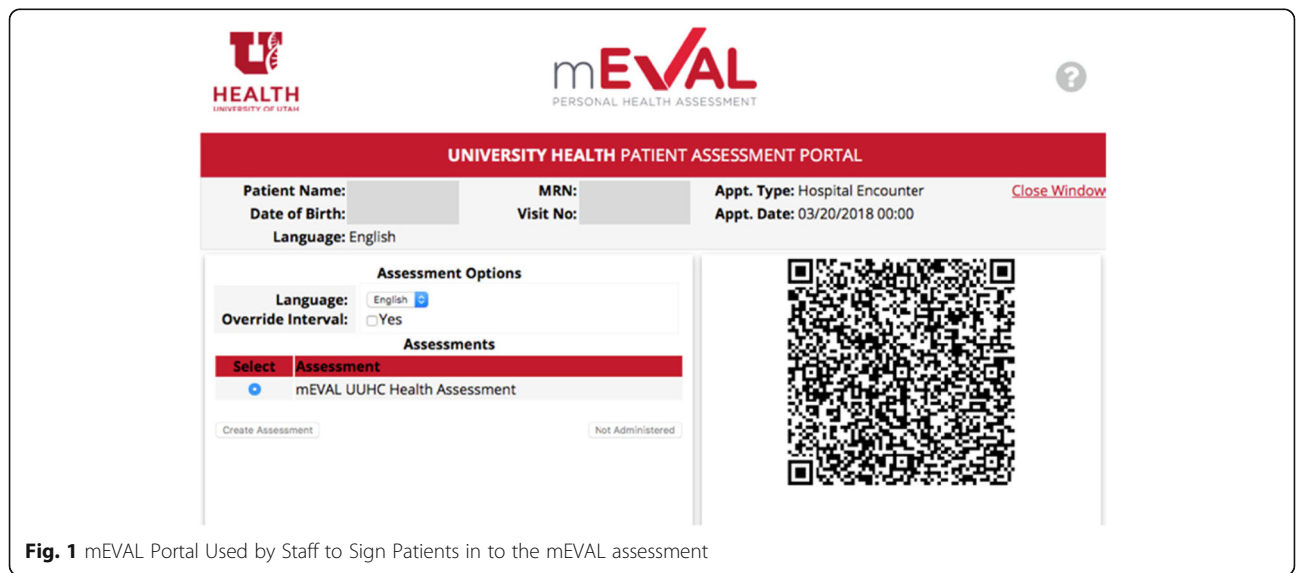 HEALTH
UNIVERSITY OF UTAH
mEVAL
PERSONAL HEALTH ASSESSMENT
?
UNIVERSITY HEALTH PATIENT ASSESSMENT PORTAL
Patient Name: MRN: Appt. Type: Hospital Encounter Close Window
Date of Birth: Visit No: Appt. Date: 03/20/2018 00:00
Language: English
Assessment Options
Language: English
Override Interval: Yes
Assessments
Select Assessment
mEVAL UUHC Health Assessment
Create Assessment Not Administered
Fig. 1 mEVAL Portal Used by Staff to Sign Patients in to the mEVAL assessment